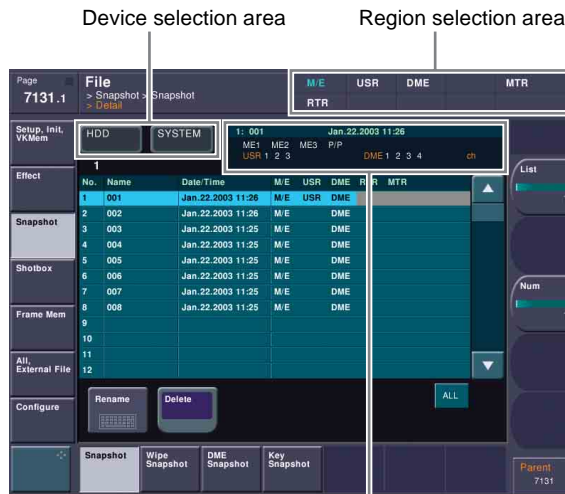 Device selection area
Region selection area
Page
7131.1
File
> Snapshot > Snapshot
> Detail
M/E USR DME MTR
RTR
Setup, Init,
VKMem
Effect
Snapshot
Shotbox
Frame Mem
All,
External File
Configure
HDD
SYSTEM
1: 001 Jan.22.2003 11:26
ME1 ME2 ME3 P/P
USR 1 2 3 DME 1 2 3 4 ch
1
No. Name Date/Time M/E USR DME R R MTR
1 001 Jan.22.2003 11:26 M/E USR DME
2 002 Jan.22.2003 11:26 M/E DME
3 003 Jan.22.2003 11:25 M/E DME
4 004 Jan.22.2003 11:25 M/E DME
5 005 Jan.22.2003 11:25 M/E DME
6 006 Jan.22.2003 11:25 M/E DME
7 007 Jan.22.2003 11:25 M/E DME
8 008 Jan.22.2003 11:25 M/E DME
9
10
11
12
List
Num
Rename
Delete
ALL
Snapshot
Wipe
Snapshot
DME
Snapshot
Key
Snapshot
Parent
7131